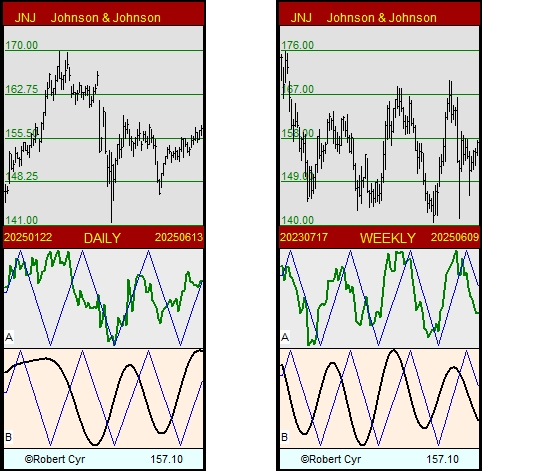 JNJ Johnson & Johnson
170.00
162.75
155.50
148.25
141.00
20250122 DAILY 20250613
A
B
©Robert Cyr 157.10
JNJ Johnson & Johnson
176.00
167.00
158.00
149.00
140.00
20230717 WEEKLY 20250609
A
B
©Robert Cyr 157.10